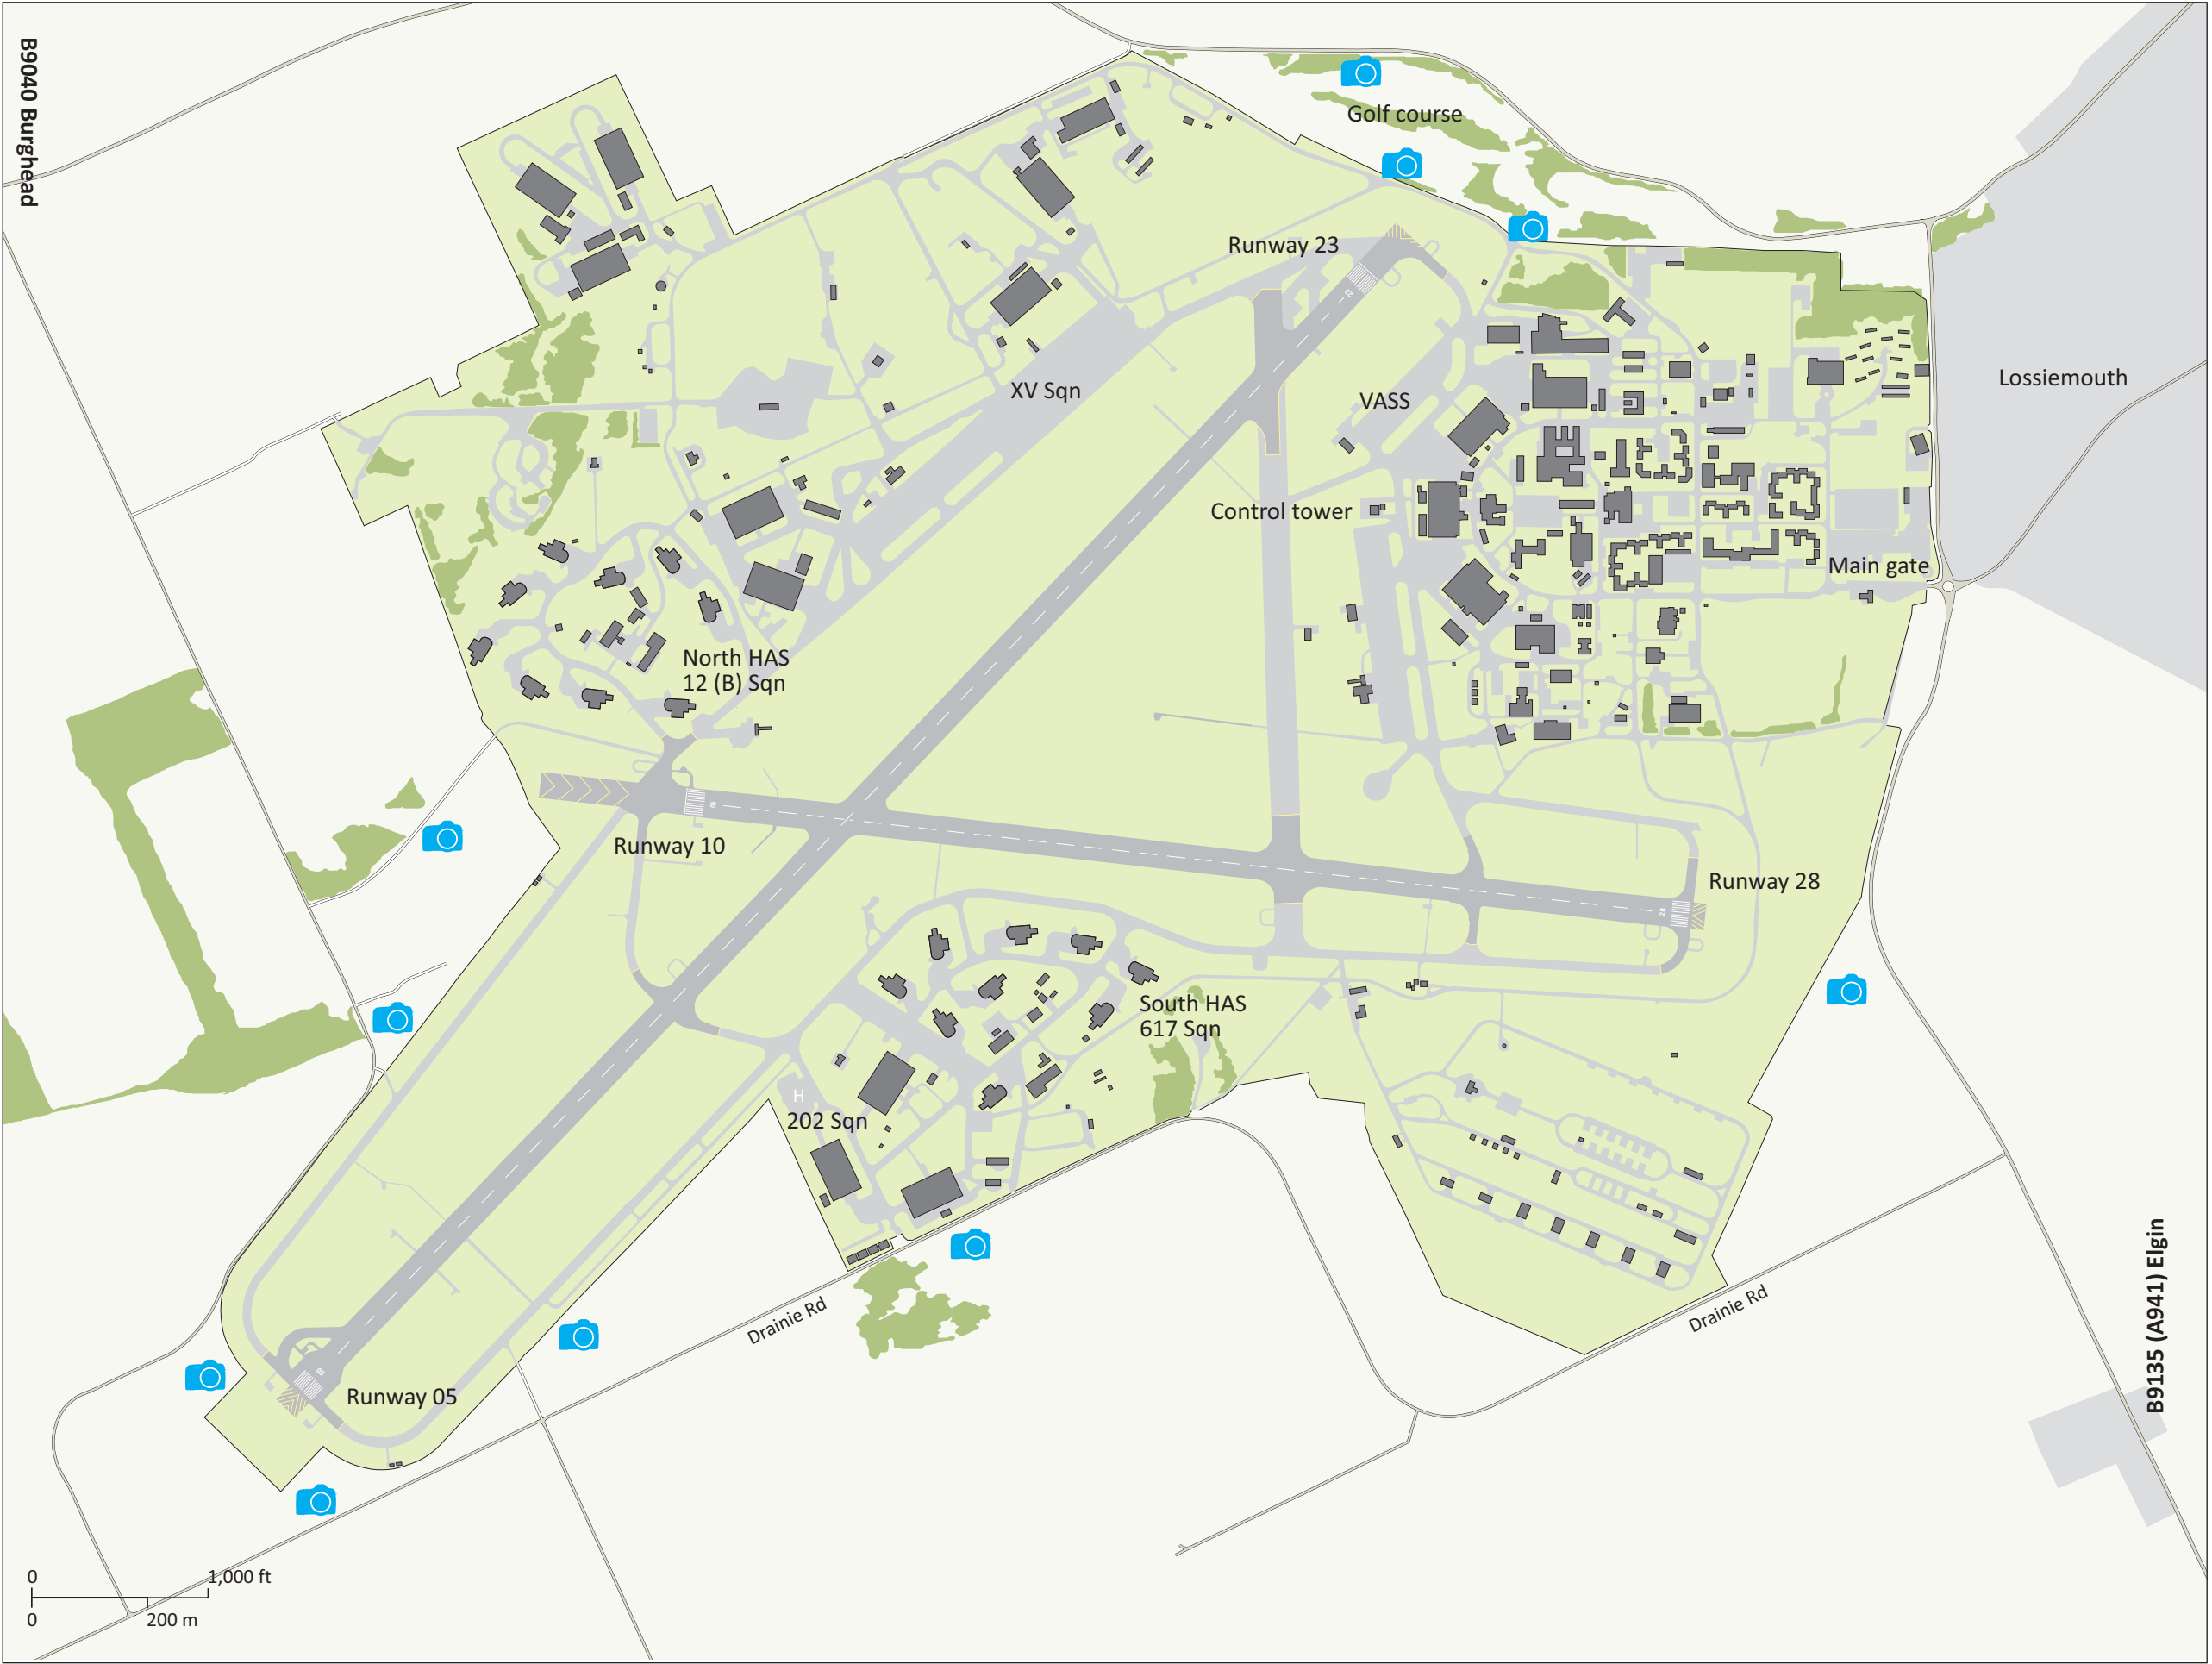 B9040 Burghead
Golf course
Runway 23
Lossiemouth
XV Sqn
VASS
Control tower
Main gate
North HAS
12 (B) Sqn
Runway 10
Runway 28
South HAS
617 Sqn
H
202 Sqn
Drainie Rd
Drainie Rd
B9135 (A941) Elgin
Runway 05
0
1,000 ft
0
200 m
23
28